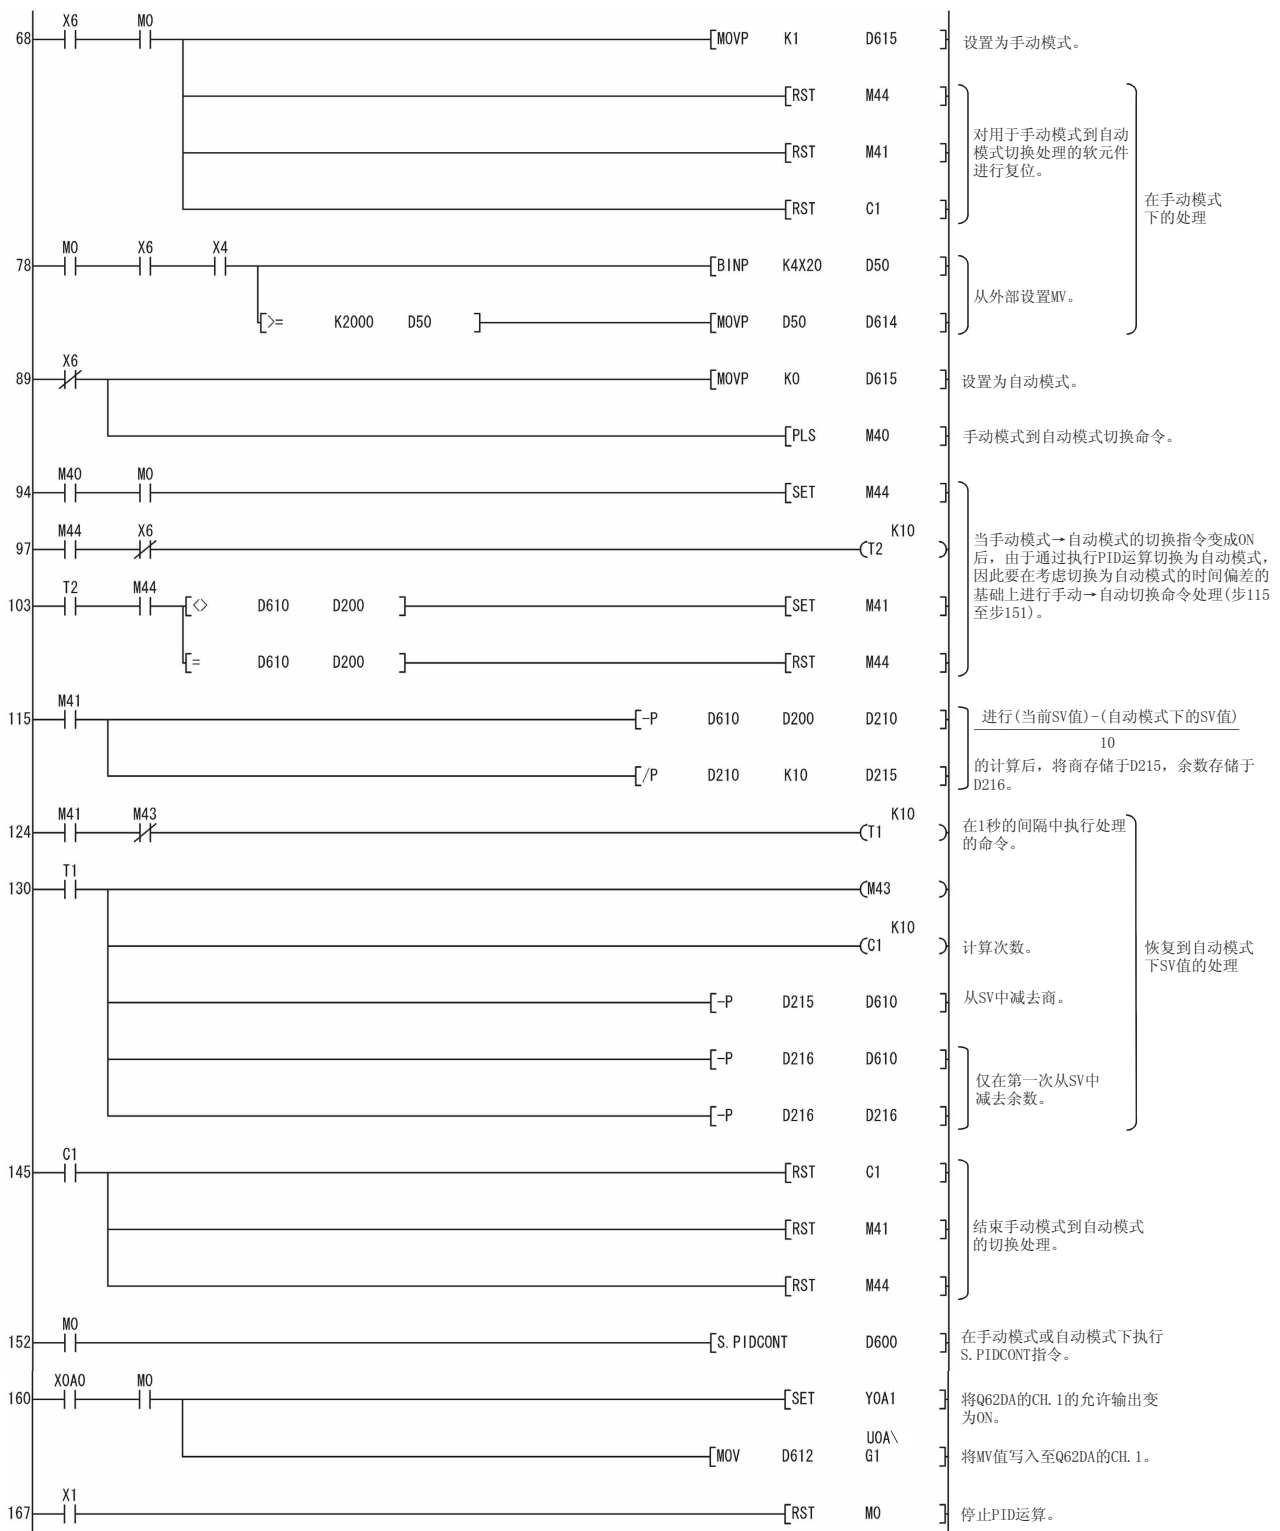 X6 M0
68 MOVP K1 D615 设置为手动模式。
RST M44
对用于手动模式到自动
模式切换处理的软元件
进行复位。
RST M41
RST C1
在手动模式
下的处理
M0 X6 X4
78 BINP K4X20 D50
从外部设置MV。
>= K2000 D50 MOVP D50 D614
X6
89 MOVP K0 D615 设置为自动模式。
PLS M40 手动模式到自动模式切换命令。
M40 M0
94 SET M44
M44 X6 K10
97 T2
当手动模式→自动模式的切换指令变成ON
后，由于通过执行PID运算切换为自动模式，
因此要在考虑切换为自动模式的时间偏差的
基础上进行手动→自动切换命令处理(步115
至步151)。
T2 M44
103 <> D610 D200 SET M41
= D610 D200 RST M44
M41
115 -P D610 D200 D210
进行(当前SV值)-(自动模式下的SV值)
10
的计算后，将商存储于D215，余数存储于
D216。
/P D210 K10 D215
M41 M43 K10
124 T1
在1秒的间隔中执行处理
的命令。
T1
130 M43
K10
C1 计算次数。
恢复到自动模式
下SV值的处理
-P D215 D610 从SV中减去商。
-P D216 D610
仅在第一次从SV中
减去余数。
-P D216 D216
C1
145 RST C1
RST M41
结束手动模式到自动模式
的切换处理。
RST M44
M0
152 S.PIDCONT D600
在手动模式或自动模式下执行
S.PIDCONT指令。
X0A0 M0
160 SET Y0A1
将Q62DA的CH.1的允许输出变
为ON。
U0A\
MOV D612 G1 将MV值写入至Q62DA的CH.1。
X1
167 RST M0 停止PID运算。